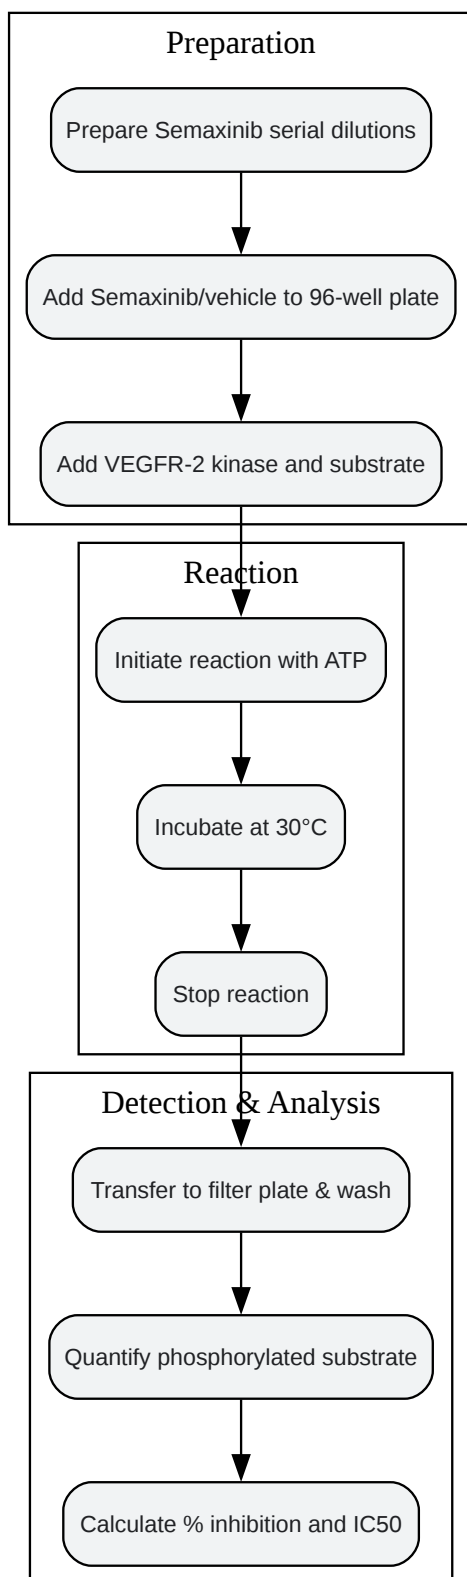 Preparation
Prepare Semaxinib serial dilutions
Add Semaxinib/vehicle to 96-well plate
Add VEGFR-2 kinase and substrate
Reaction
Initiate reaction with ATP
Incubate at 30°C
Stop reaction
Detection & Analysis
Transfer to filter plate & wash
Quantify phosphorylated substrate
Calculate % inhibition and IC50